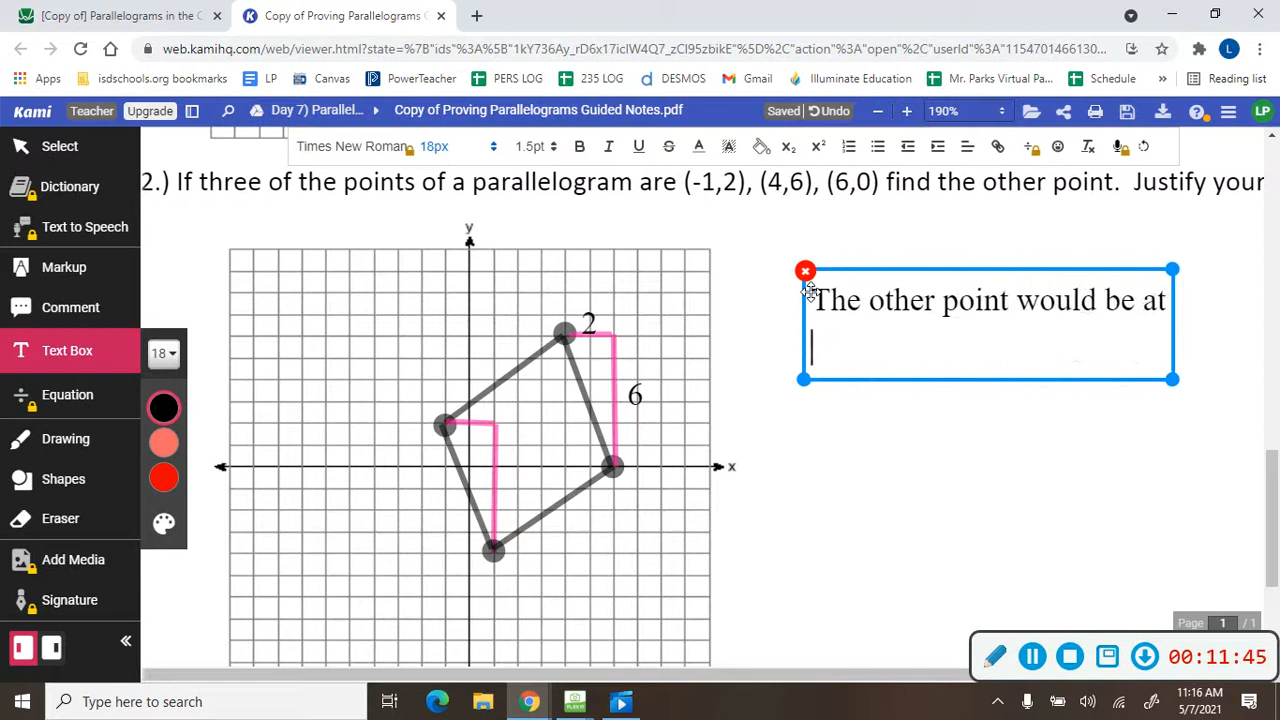 [Copy of] Parallelograms in the C
Copy of Proving Parallelograms G
web.kamihq.com/web/viewer.html?state=%7B"ids"%3A%5B"1kY736Ay_rD6x17iclW4Q7_zCl95zbikE"%5D%2C"action"%3A"open"%2C"userId"%3A"1154701466130...
L
Apps
isdschools.org bookmarks
LP
Canvas
PowerTeacher
PERS LOG
235 LOG
DESMOS
Gmail
Illuminate Education
Mr. Parks Virtual Pa...
Schedule
»
Reading list
Kami
Teacher
Upgrade
Day 7) Parallel...
Copy of Proving Parallelograms Guided Notes.pdf
Saved
Undo
190%
LP
Select
Dictionary
Text to Speech
Markup
Comment
Text Box
Equation
Drawing
Shapes
Eraser
Add Media
Signature
18
Times New Roman
18px
1.5pt
B I U S A
2.) If three of the points of a parallelogram are (-1,2), (4,6), (6,0) find the other point. Justify your
y
x
2
6
The other point would be at
Page 1 / 1
00:11:45
Type here to search
11:16 AM
5/7/2021